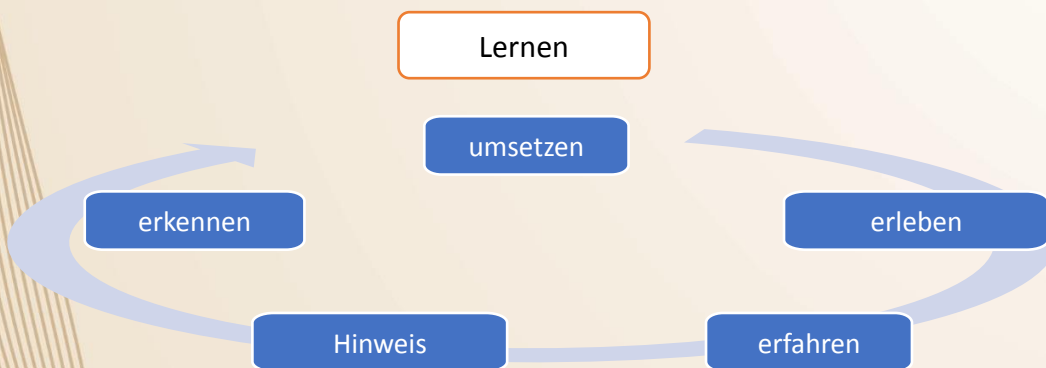 Lernen
umsetzen
erleben
erfahren
Hinweis
erkennen